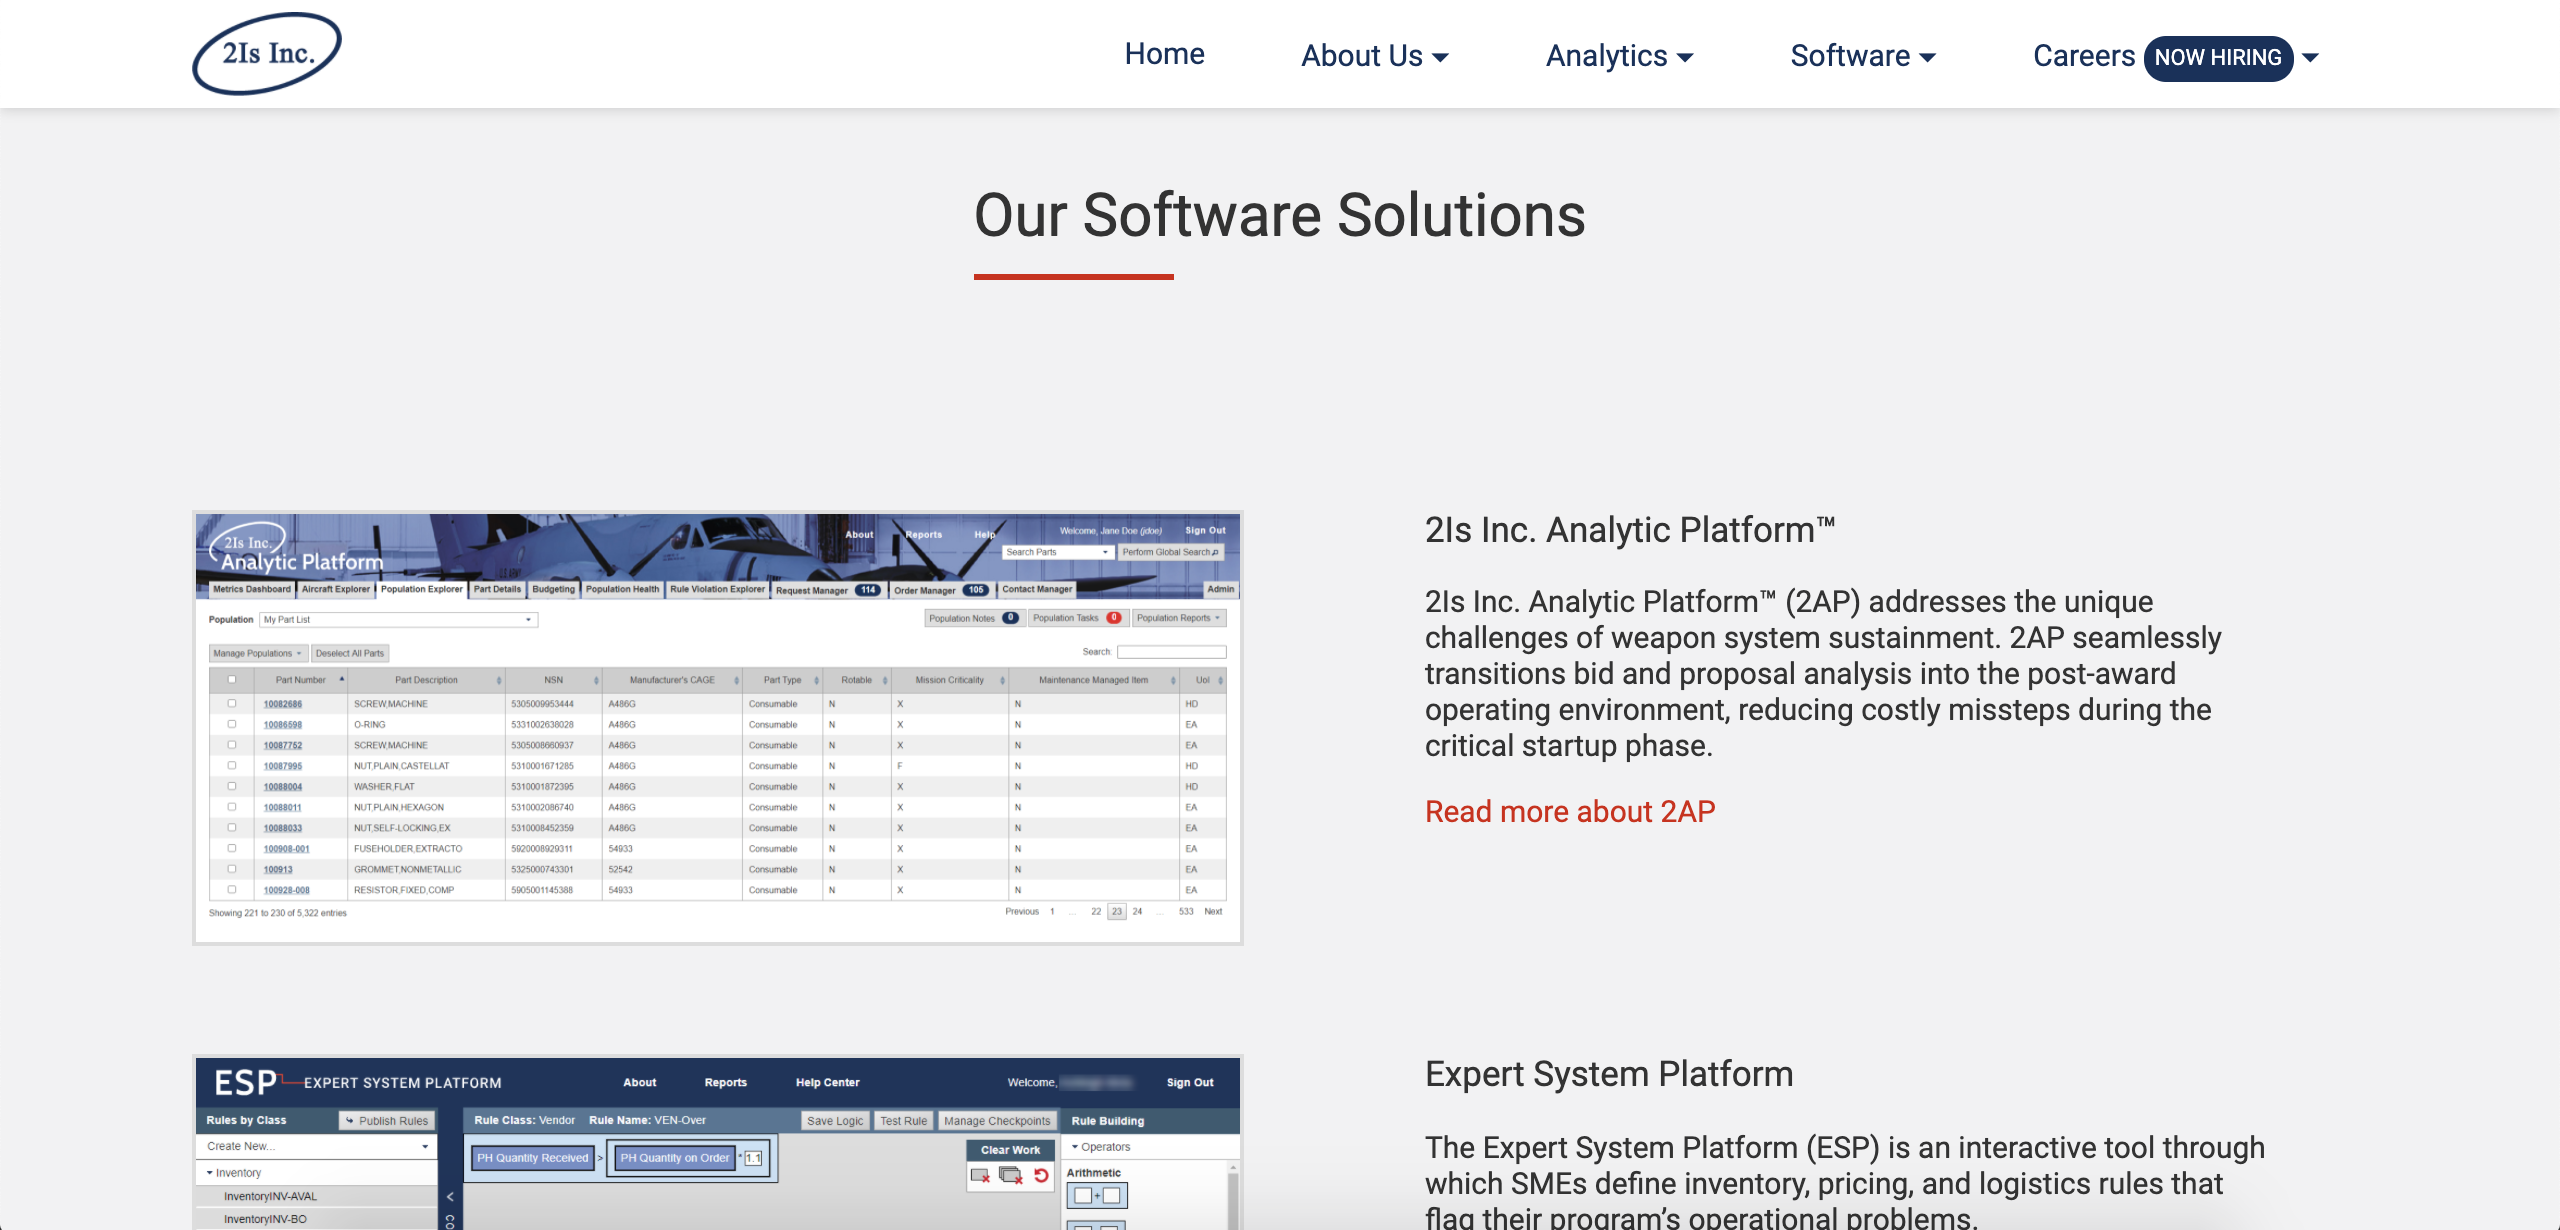 2Is Inc.
Home
About Us
Analytics
Software
Careers NOW HIRING
Our Software Solutions
2Is Inc.
Analytic Platform
About Reports Help Welcome, Jane Doe (jdoe) Sign Out
Search Parts Perform Global Search
Metrics Dashboard Aircraft Explorer Population Explorer Part Details Budgeting Population Health Rule Violation Explorer Request Manager 114 Order Manager 105 Contact Manager Admin
Population My Part List Population Notes 0 Population Tasks 0 Population Reports
Manage Populations Deselect All Parts Search:
Part Number Part Description NSN Manufacturer's CAGE Part Type Rotable Mission Criticality Maintenance Managed Item UoI
10082686 SCREW,MACHINE 5305009953444 A486G Consumable N X N HD
10086598 O-RING 5331002638028 A486G Consumable N X N EA
10087752 SCREW,MACHINE 5305008660937 A486G Consumable N X N EA
10087995 NUT,PLAIN,CASTELLAT 5310001671285 A486G Consumable N F N HD
10088004 WASHER,FLAT 5310001872395 A486G Consumable N X N HD
10088011 NUT,PLAIN,HEXAGON 5310002086740 A486G Consumable N X N EA
10088033 NUT,SELF-LOCKING,EX 5310008452359 A486G Consumable N X N EA
100908-001 FUSEHOLDER,EXTRACTO 5920008929311 54933 Consumable N X N EA
100913 GROMMET,NONMETALLIC 5325000743301 52542 Consumable N X N EA
100928-008 RESISTOR,FIXED,COMP 5905001145388 54933 Consumable N X N EA
Showing 221 to 230 of 5,322 entries Previous 1 ... 22 23 24 ... 533 Next
2Is Inc. Analytic Platform™
2Is Inc. Analytic Platform™ (2AP) addresses the unique
challenges of weapon system sustainment. 2AP seamlessly
transitions bid and proposal analysis into the post-award
operating environment, reducing costly missteps during the
critical startup phase.
Read more about 2AP
ESP EXPERT SYSTEM PLATFORM About Reports Help Center Welcome, Sign Out
Rules by Class Publish Rules Rule Class: Vendor Rule Name: VEN-Over Save Logic Test Rule Manage Checkpoints Rule Building
Create New... Clear Work Operators
PH Quantity Received > PH Quantity on Order * 1.1
Inventory Arithmetic
InventoryINV-AVAL < +
InventoryINV-BO
Expert System Platform
The Expert System Platform (ESP) is an interactive tool through
which SMEs define inventory, pricing, and logistics rules that
flag their program's operational problems.